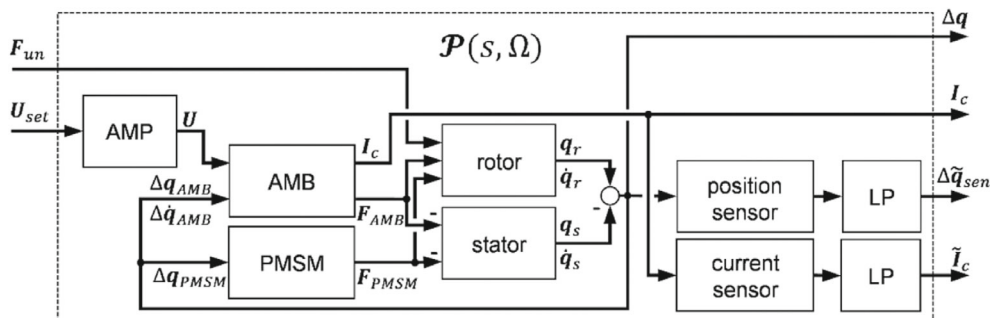 Δq
𝓟(s, Ω)
F_un
I_c
U_set
AMP
U
I_c
rotor
q_r
q̇_r
AMB
Δq_AMB
Δq̇_AMB
F_AMB
-
-
position sensor
LP
Δq̃_sen
stator
q_s
q̇_s
-
PMSM
Δq_PMSM
F_PMSM
current sensor
LP
Ĩ_c